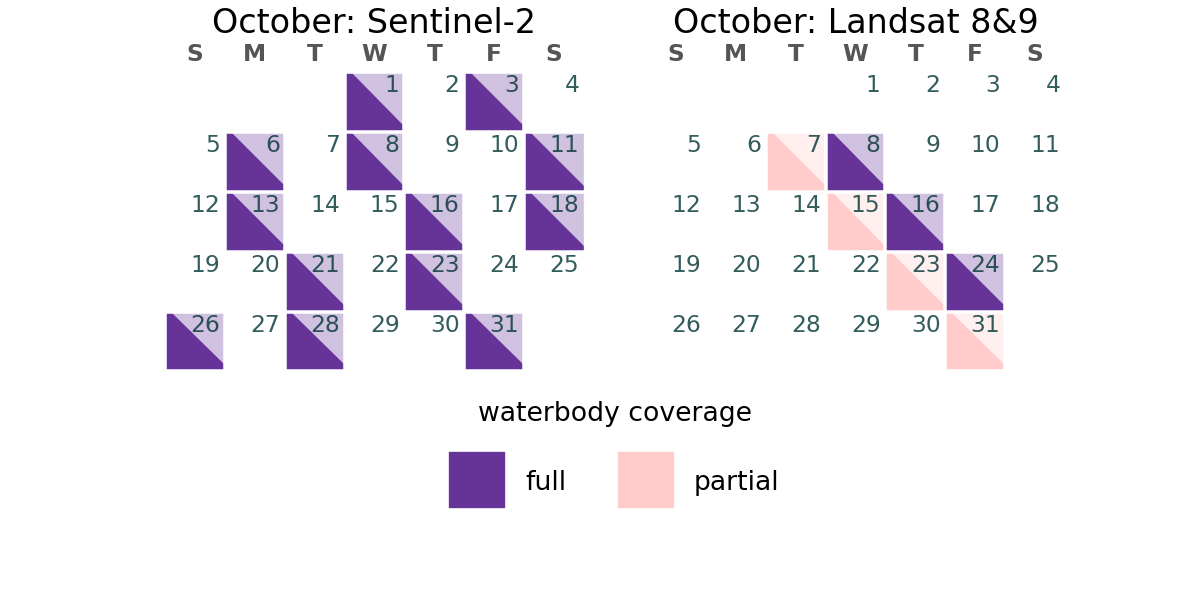 October: Sentinel-2
S M T W T F S
1 2 3 4
5 6 7 8 9 10 11
12 13 14 15 16 17 18
19 20 21 22 23 24 25
26 27 28 29 30 31
October: Landsat 8&9
S M T W T F S
1 2 3 4
5 6 7 8 9 10 11
12 13 14 15 16 17 18
19 20 21 22 23 24 25
26 27 28 29 30 31
waterbody coverage
full partial